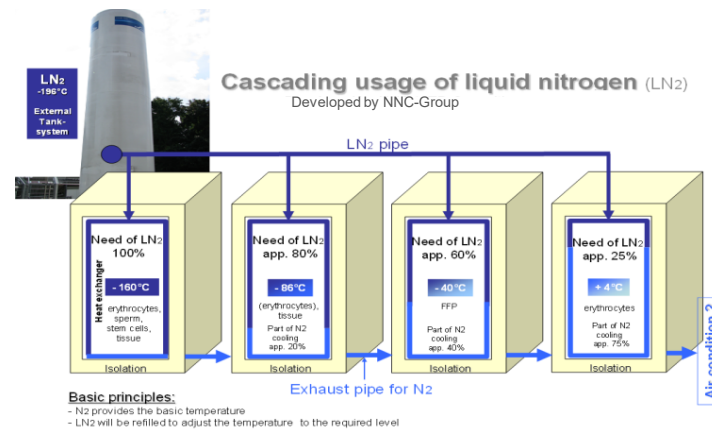 LN2
-196°C
External
Tank-
system
Cascading usage of liquid nitrogen (LN2)
Developed by NNC-Group
LN2 pipe
Need of LN2
100%
Heat exchanger
- 160°C
erythrocytes,
sperm,
stem cells,
tissue
Isolation
Need of LN2
app. 80%
- 86°C
(erythrocytes),
tissue
Part of N2
cooling
app. 20%
Isolation
Need of LN2
app. 60%
- 40°C
FFP
Part of N2
cooling
app. 40%
Isolation
Need of LN2
app. 25%
+ 4°C
erythrocytes
Part of N2
cooling
app. 75%
Isolation
Air condition ?
Exhaust pipe for N2
Basic principles:
- N2 provides the basic temperature
- LN2 will be refilled to adjust the temperature to the required level